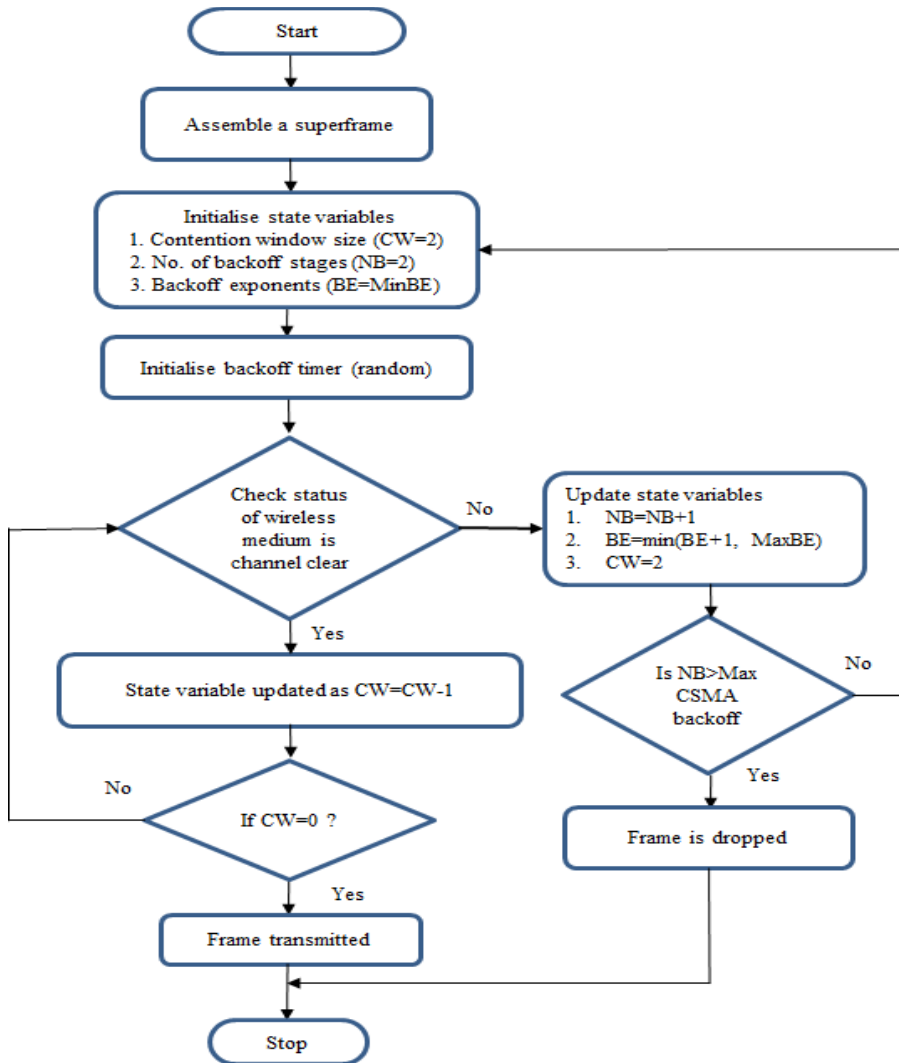 Start
Assemble a superframe
Initialise state variables
1. Contention window size (CW=2)
2. No. of backoff stages (NB=2)
3. Backoff exponents (BE=MinBE)
Initialise backoff timer (random)
Check status
of wireless
medium is
channel clear
No
Update state variables
1. NB=NB+1
2. BE=min(BE+1, MaxBE)
3. CW=2
Yes
State variable updated as CW=CW-1
Is NB>Max
CSMA
backoff
No
No
If CW=0 ?
Yes
Frame is dropped
Yes
Frame transmitted
Stop